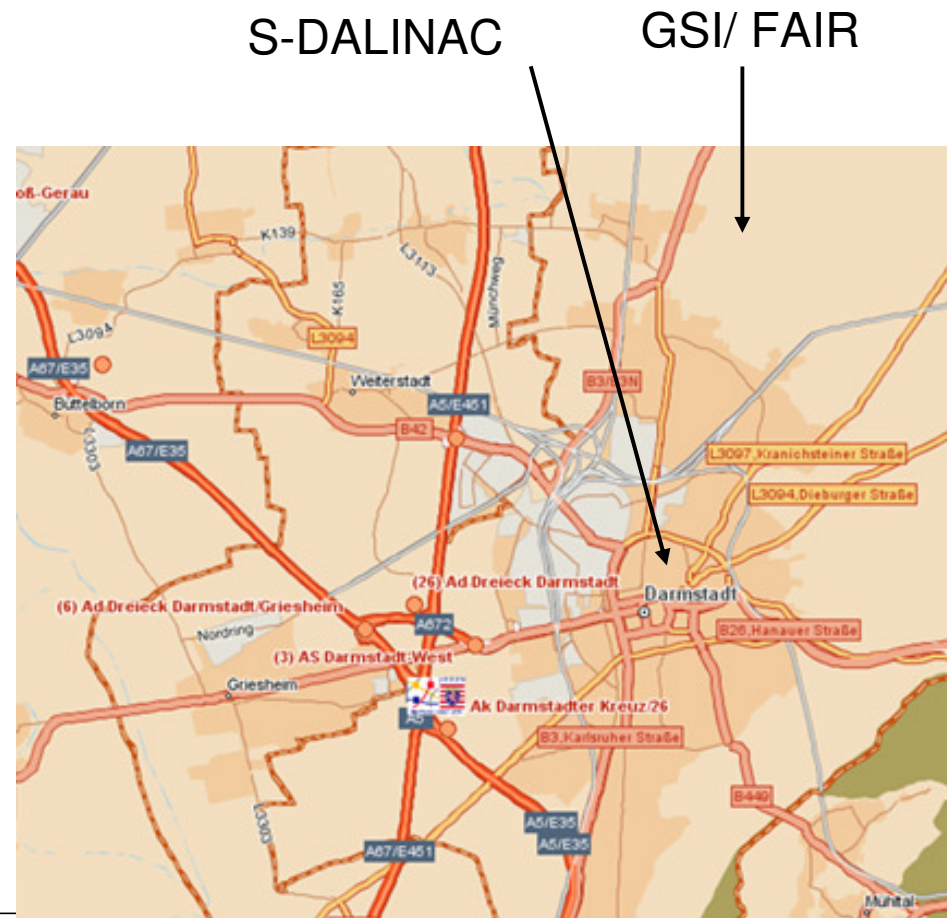 S-DALINAC GSI/ FAIR
oß-Gerau
K139
L3113
Münchweg
K165
L3094
L3094
A67/E35
Weiterstadt
B3/B3N
A5/E451
Büttelborn
B42
L3303
A67/E35
L3097,Kranichsteiner Straße
L3094,Dieburger Straße
(26) Ad Dreieck Darmstadt
Darmstadt
(6) Ad Dreieck Darmstadt/Griesheim
A672
Nordring
B26,Hanauer Straße
(3) AS Darmstadt-West
Griesheim
Ak Darmstädter Kreuz/26
A5
B3,Karlsruher Straße
B449
L3303
A5/E35
A5/E35
A67/E451
Mühltal